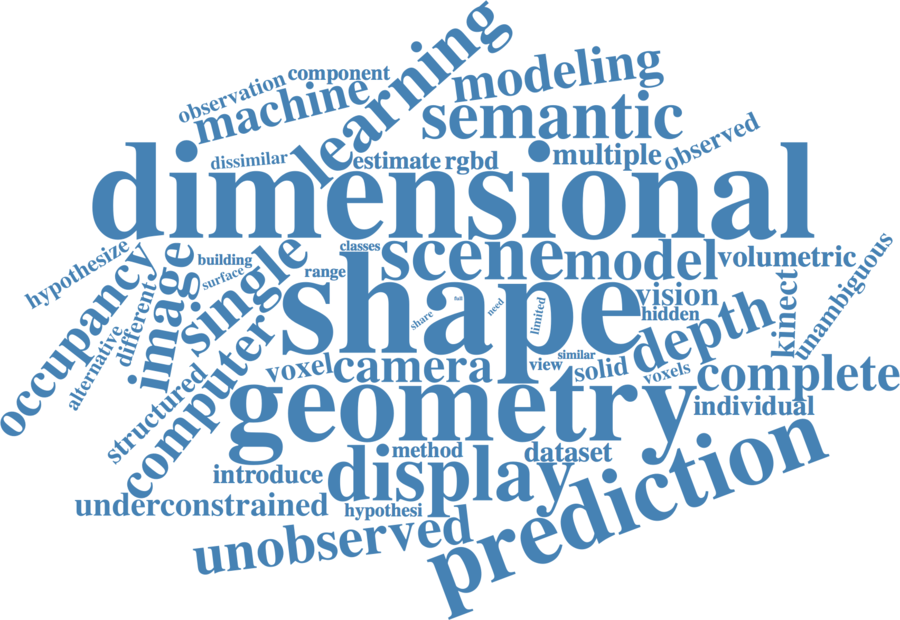 learning
modeling
component
observation
machine
semantic
dissimilar
estimate
rgbd
multiple
observed
dimensional
hypothesize
image
building
surface
single
classes
range
scene
model
volumetric
unambiguous
occupancy
different
alternative
shape
full
share
need
limited
vision
hidden
kinect
depth
computer
structured
voxel
camera
view
similar
solid
voxels
complete
individual
geometry
prediction
method
dataset
display
introduce
underconstrained
hypothesi
unobserved